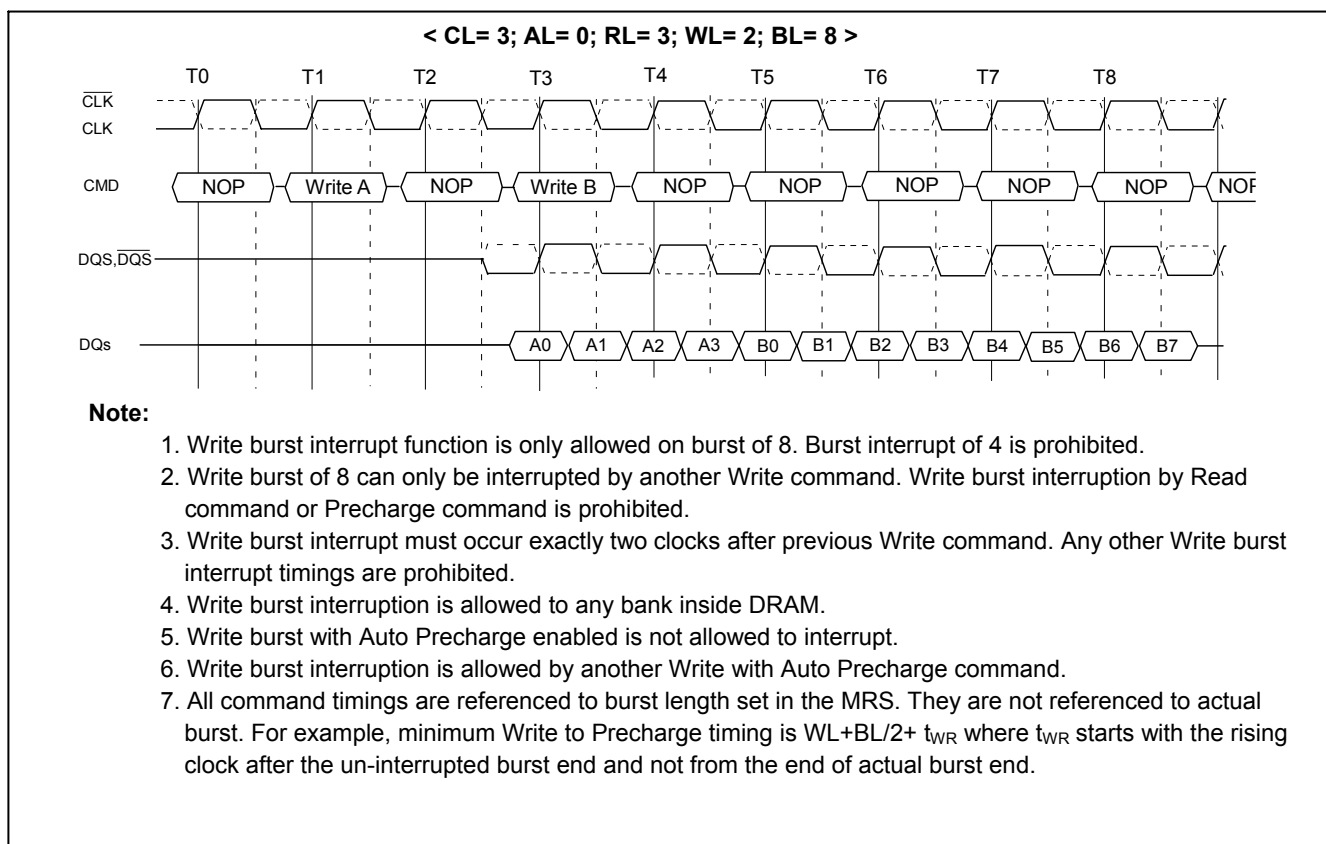 < CL= 3; AL= 0; RL= 3; WL= 2; BL= 8 >
T0 T1 T2 T3 T4 T5 T6 T7 T8
CLK
CLK
CMD NOP Write A NOP Write B NOP NOP NOP NOP NOP NOP
DQS,DQS
DQs A0 A1 A2 A3 B0 B1 B2 B3 B4 B5 B6 B7
Note:
1. Write burst interrupt function is only allowed on burst of 8. Burst interrupt of 4 is prohibited.
2. Write burst of 8 can only be interrupted by another Write command. Write burst interruption by Read
command or Precharge command is prohibited.
3. Write burst interrupt must occur exactly two clocks after previous Write command. Any other Write burst
interrupt timings are prohibited.
4. Write burst interruption is allowed to any bank inside DRAM.
5. Write burst with Auto Precharge enabled is not allowed to interrupt.
6. Write burst interruption is allowed by another Write with Auto Precharge command.
7. All command timings are referenced to burst length set in the MRS. They are not referenced to actual
burst. For example, minimum Write to Precharge timing is WL+BL/2+ tWR where tWR starts with the rising
clock after the un-interrupted burst end and not from the end of actual burst end.